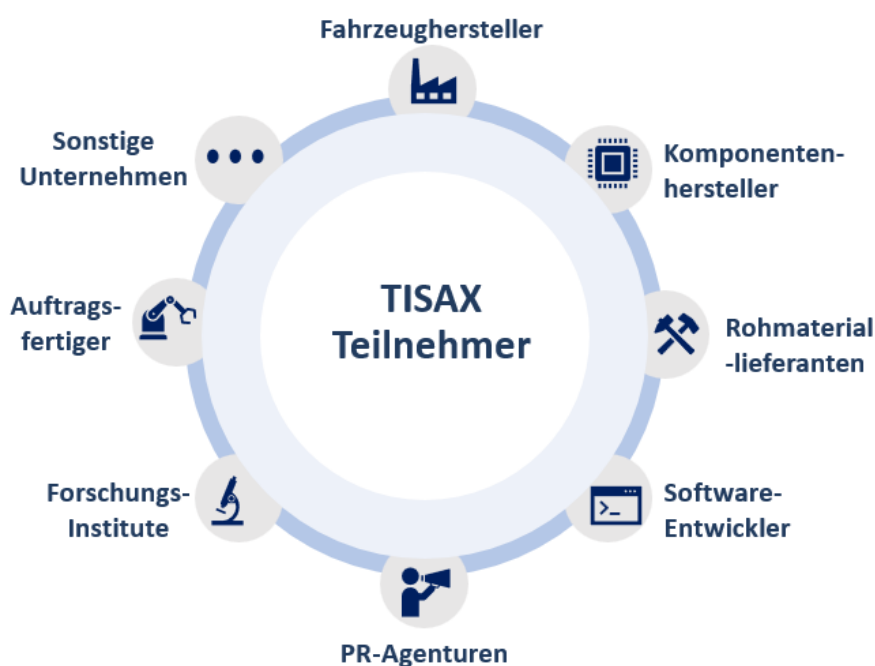 Fahrzeughersteller
Sonstige
Unternehmen
Komponenten-
hersteller
Auftrags-
fertiger
TISAX
Teilnehmer
Rohmaterial
-lieferanten
Forschungs-
Institute
Software-
Entwickler
PR-Agenturen